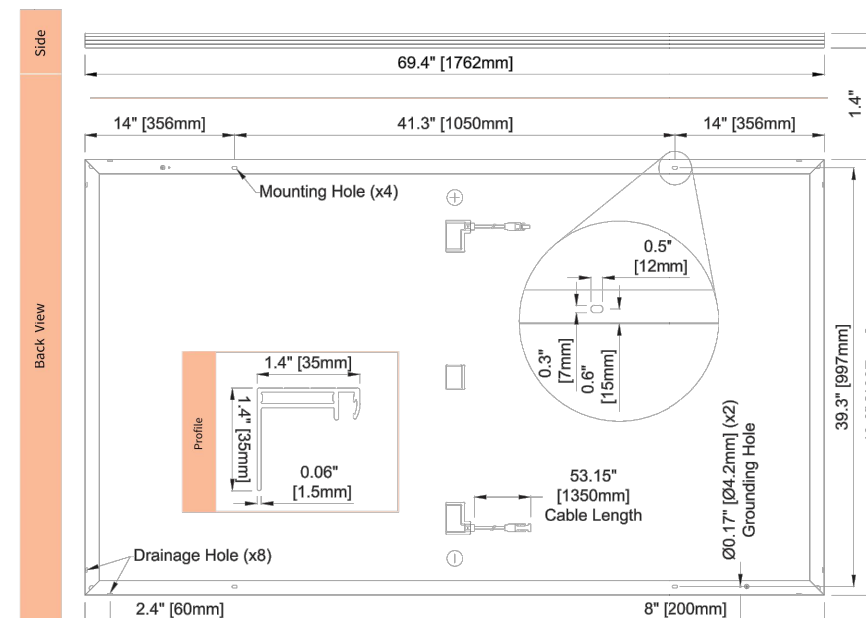 Side
69.4" [1762mm]
1.4"
14" [356mm]
41.3" [1050mm]
14" [356mm]
Mounting Hole (x4)
0.5"
[12mm]
0.3"
[7mm]
0.6"
[15mm]
Back View
39.3" [997mm]
Profile
1.4" [35mm]
1.4"
[35mm]
0.06"
[1.5mm]
53.15"
[1350mm]
Cable Length
Ø0.17" [Ø4.2mm] (x2)
Grounding Hole
Drainage Hole (x8)
2.4" [60mm]
8" [200mm]